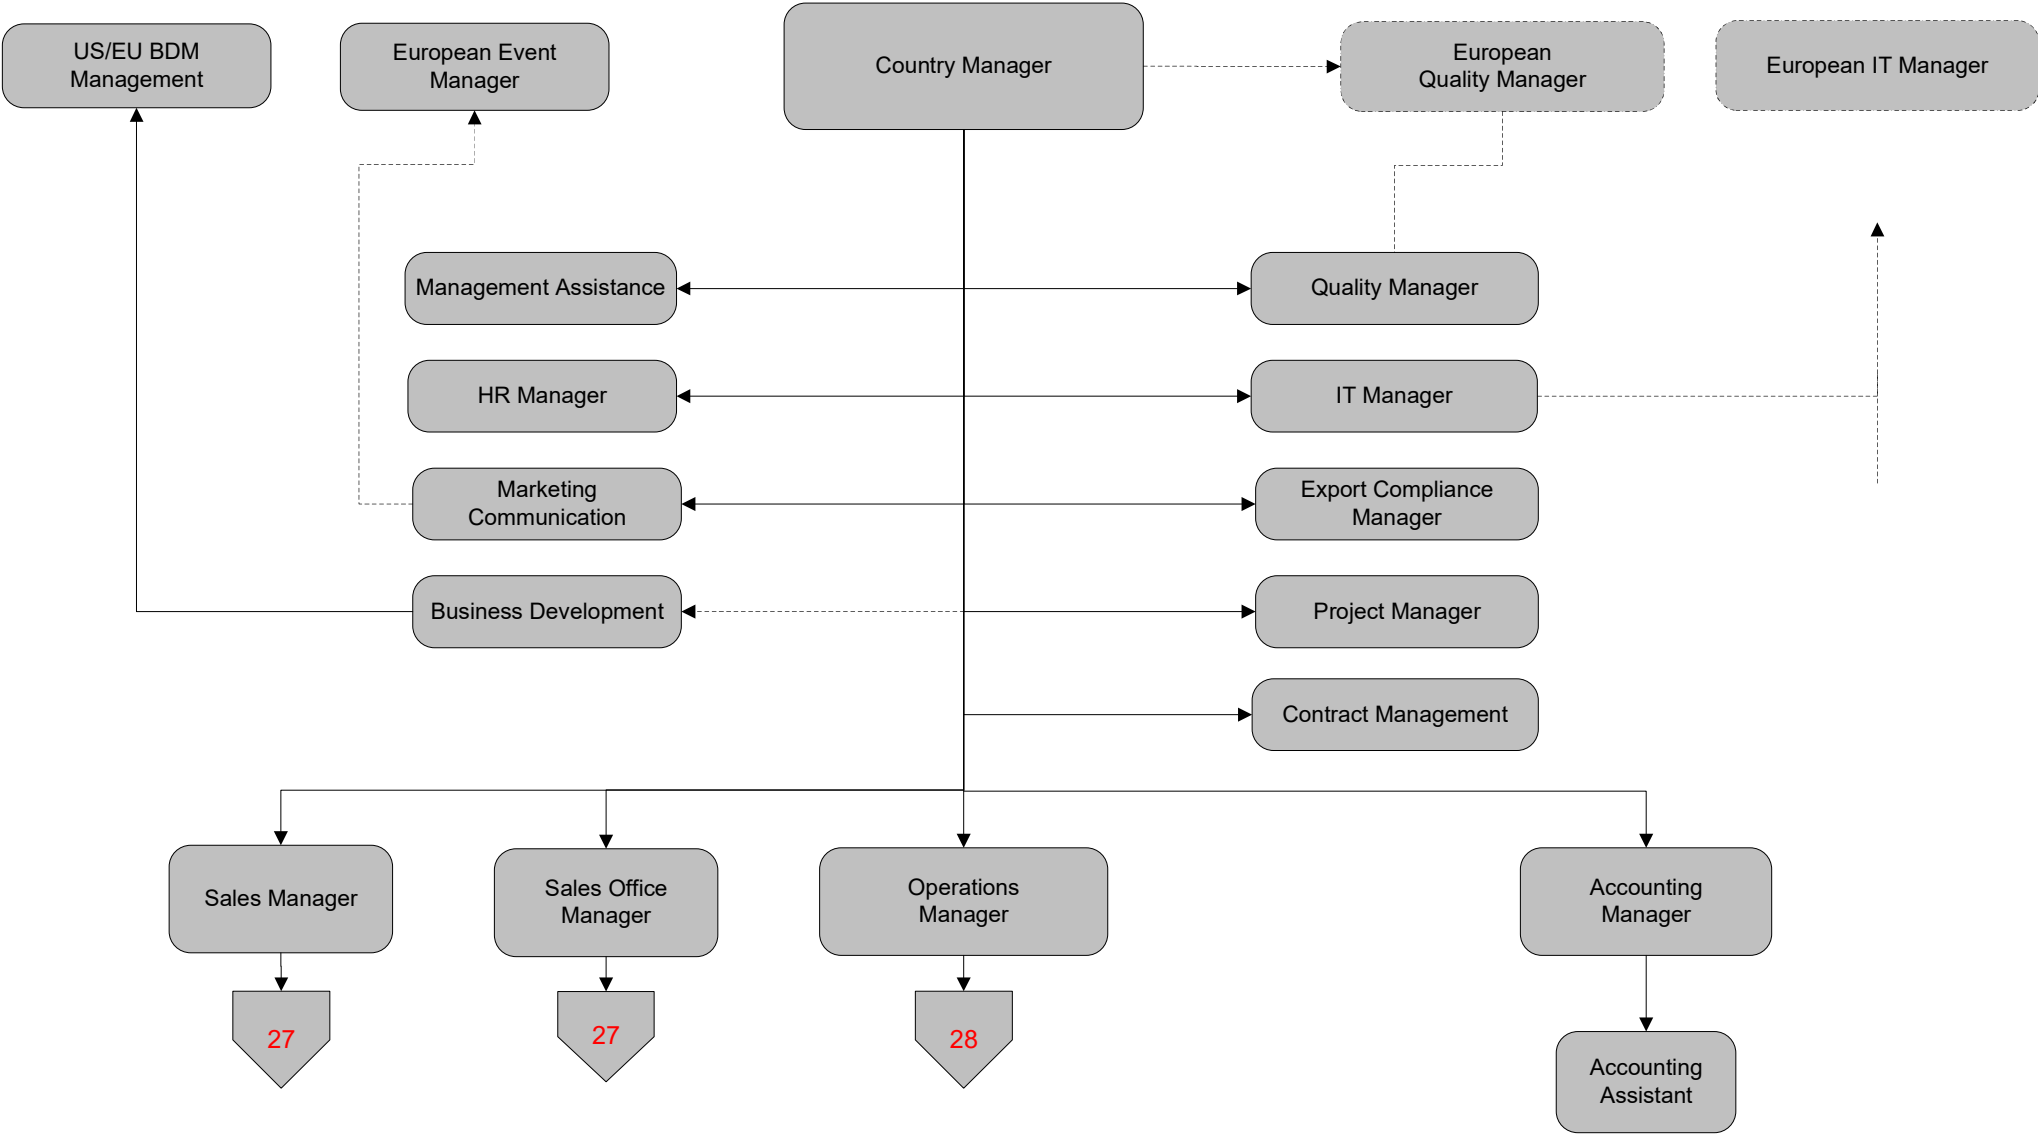 US/EU BDM
Management
European Event
Manager
Country Manager
European
Quality Manager
European IT Manager
Management Assistance
Quality Manager
HR Manager
IT Manager
Marketing
Communication
Export Compliance
Manager
Business Development
Project Manager
Contract Management
Sales Manager
Sales Office
Manager
Operations
Manager
Accounting
Manager
27
27
28
Accounting
Assistant